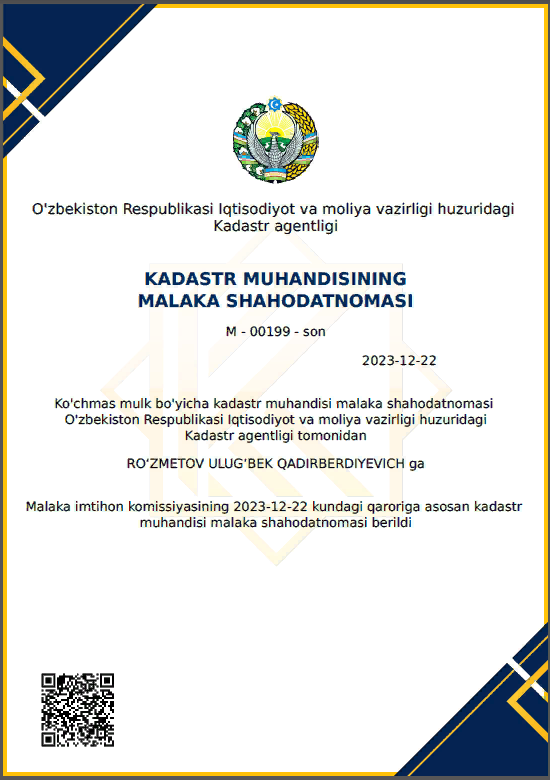 O'zbekiston Respublikasi Iqtisodiyot va moliya vazirligi huzuridagi
Kadastr agentligi
KADASTR MUHANDISINING
MALAKA SHAHODATNOMASI
M - 00199 - son
2023-12-22
Ko'chmas mulk bo'yicha kadastr muhandisi malaka shahodatnomasi
O'zbekiston Respublikasi Iqtisodiyot va moliya vazirligi huzuridagi
Kadastr agentligi tomonidan
RO‘ZMETOV ULUG‘BEK QADIRBERDIYEVICH ga
Malaka imtihon komissiyasining 2023-12-22 kundagi qaroriga asosan kadastr
muhandisi malaka shahodatnomasi berildi